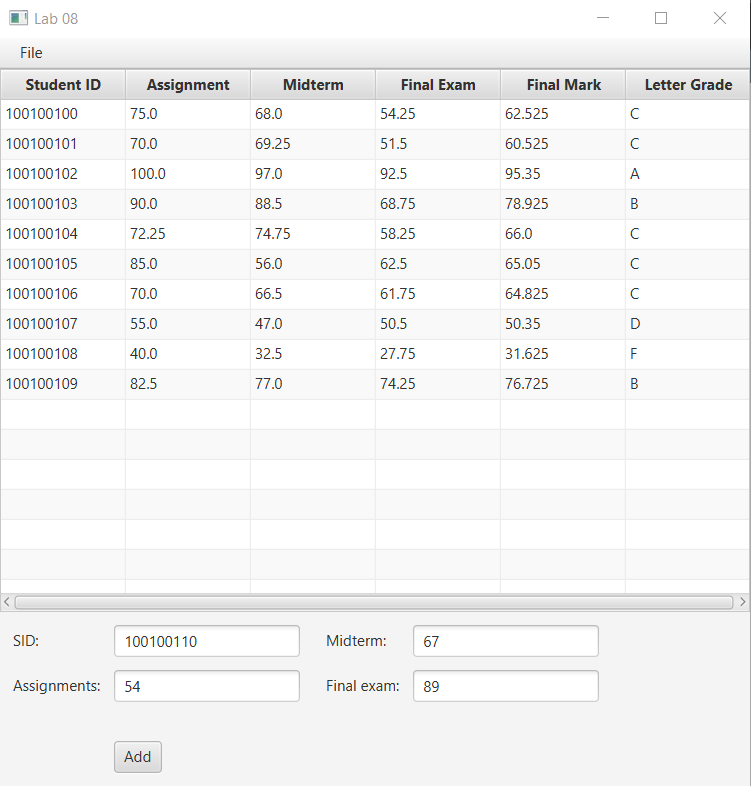 Lab 08
File
Student ID Assignment Midterm Final Exam Final Mark Letter Grade
100100100 75.0 68.0 54.25 62.525 C
100100101 70.0 69.25 51.5 60.525 C
100100102 100.0 97.0 92.5 95.35 A
100100103 90.0 88.5 68.75 78.925 B
100100104 72.25 74.75 58.25 66.0 C
100100105 85.0 56.0 62.5 65.05 C
100100106 70.0 66.5 61.75 64.825 C
100100107 55.0 47.0 50.5 50.35 D
100100108 40.0 32.5 27.75 31.625 F
100100109 82.5 77.0 74.25 76.725 B
SID: 100100110 Midterm: 67
Assignments: 54 Final exam: 89
Add